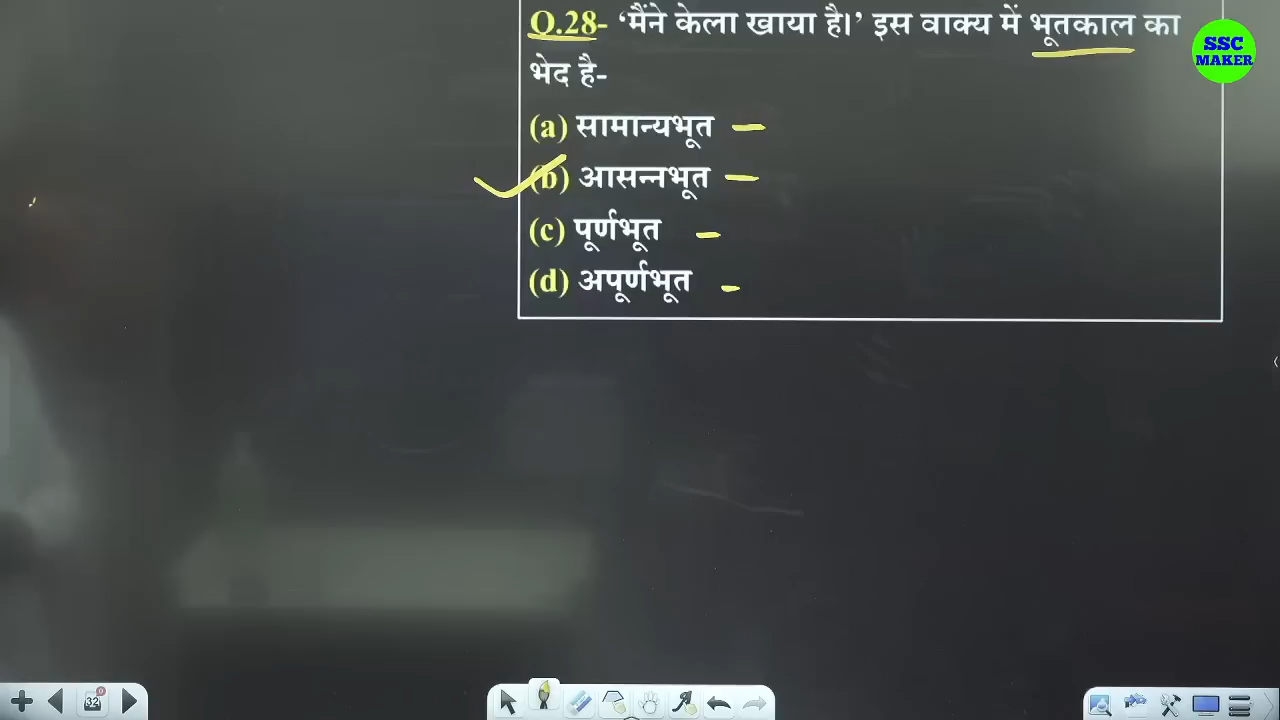 Q.28- ‘मैंने केला खाया है।’ इस वाक्य में भूतकाल का
भेद है-
(a) सामान्यभूत
(b) आसन्नभूत
(c) पूर्णभूत
(d) अपूर्णभूत
SSC
MAKER
32